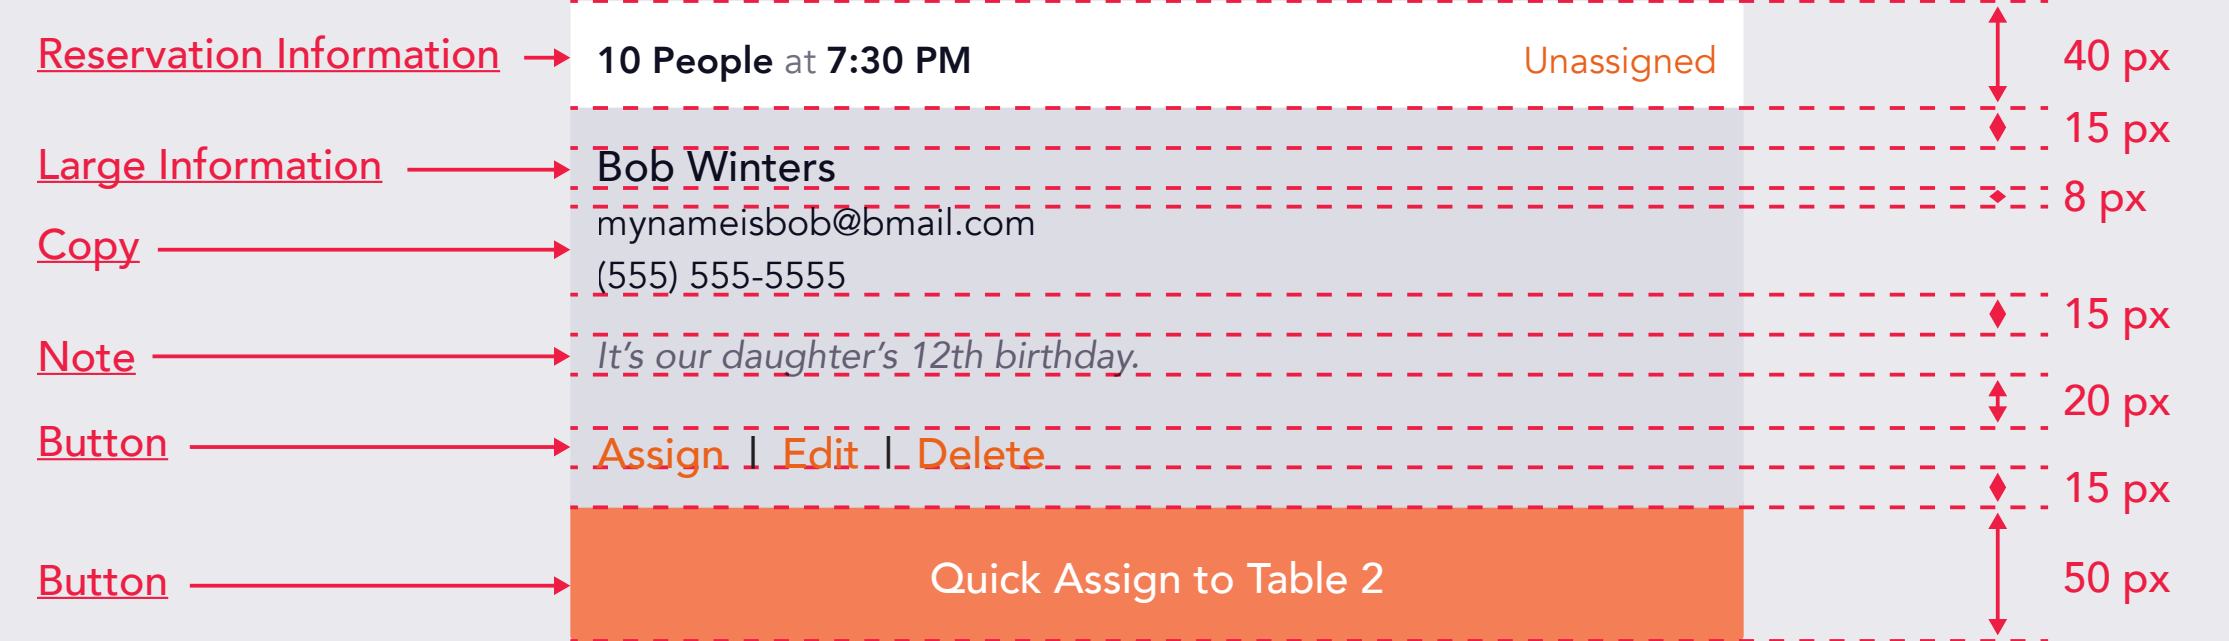 Reservation Information
10 People at 7:30 PM
Unassigned
40 px
15 px
Large Information
Bob Winters
8 px
Copy
mynameisbob@bmail.com
(555) 555-5555
15 px
Note
It's our daughter's 12th birthday.
20 px
Button
Assign | Edit | Delete
15 px
Button
Quick Assign to Table 2
50 px